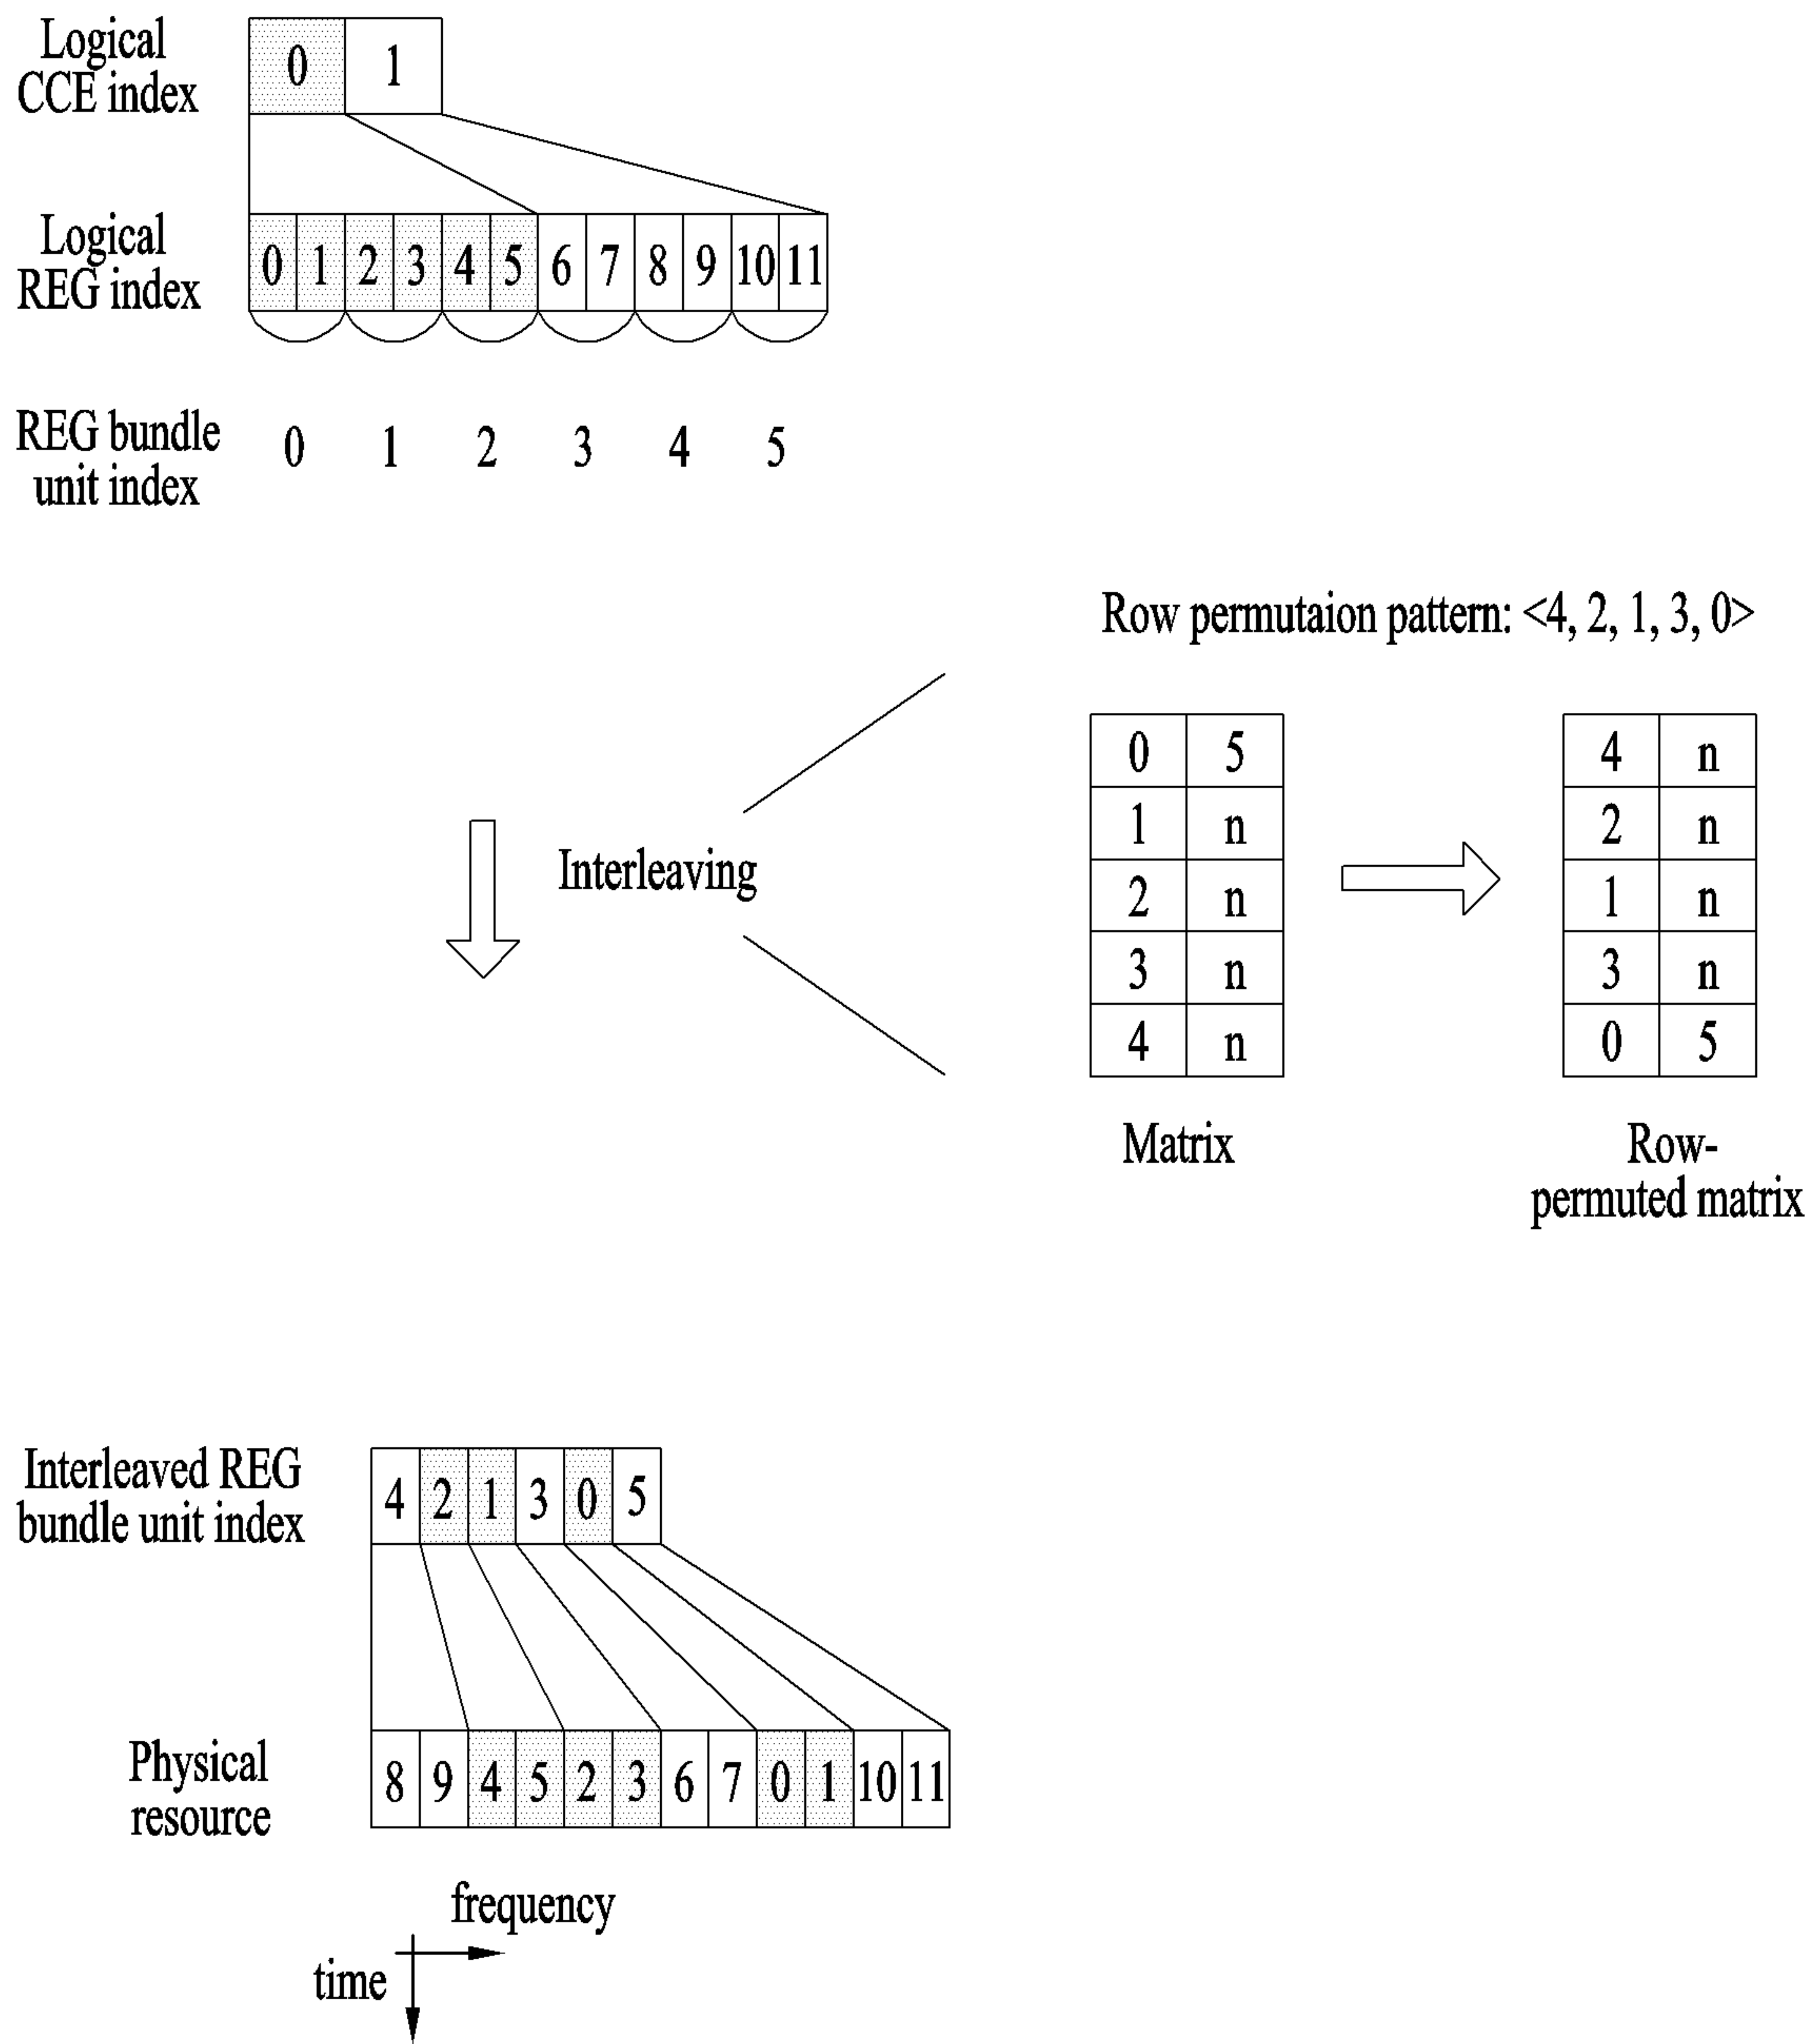 Logical
CCE index
0 1
Logical
REG index
0 1 2 3 4 5 6 7 8 9 10 11
REG bundle
unit index
0 1 2 3 4 5
Row permutaion pattern: <4, 2, 1, 3, 0>
Interleaving
0 5
1 n
2 n
3 n
4 n
Matrix
4 n
2 n
1 n
3 n
0 5
Row-
permuted matrix
Interleaved REG
bundle unit index
4 2 1 3 0 5
Physical
resource
8 9 4 5 2 3 6 7 0 1 10 11
frequency
time